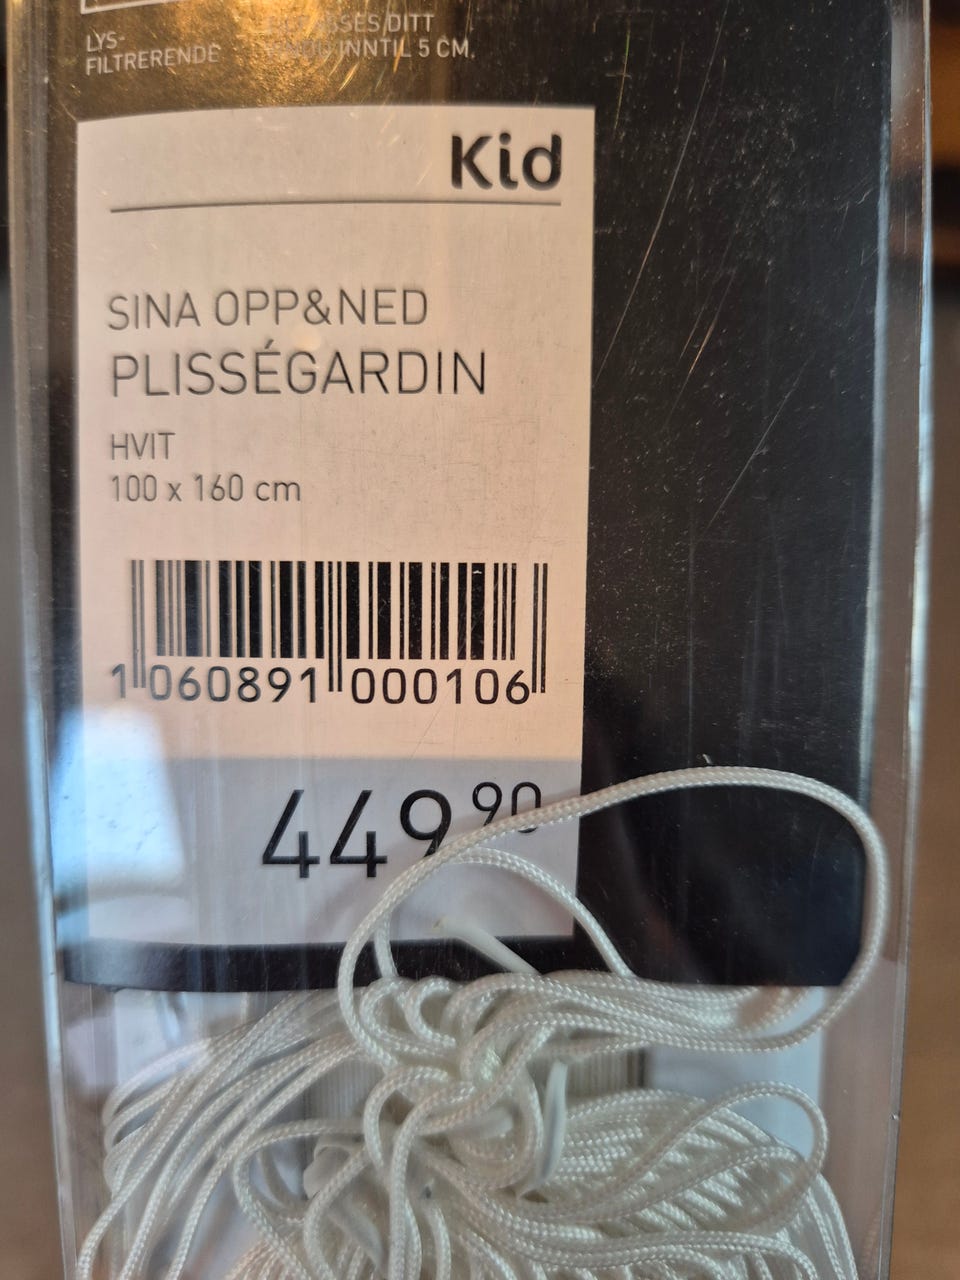 LYS-
FILTRERENDE
DITT
INNTIL 5 CM.
Kid
SINA OPP&NED
PLISSÉGARDIN
HVIT
100 x 160 cm
1 060891 000106
449 90